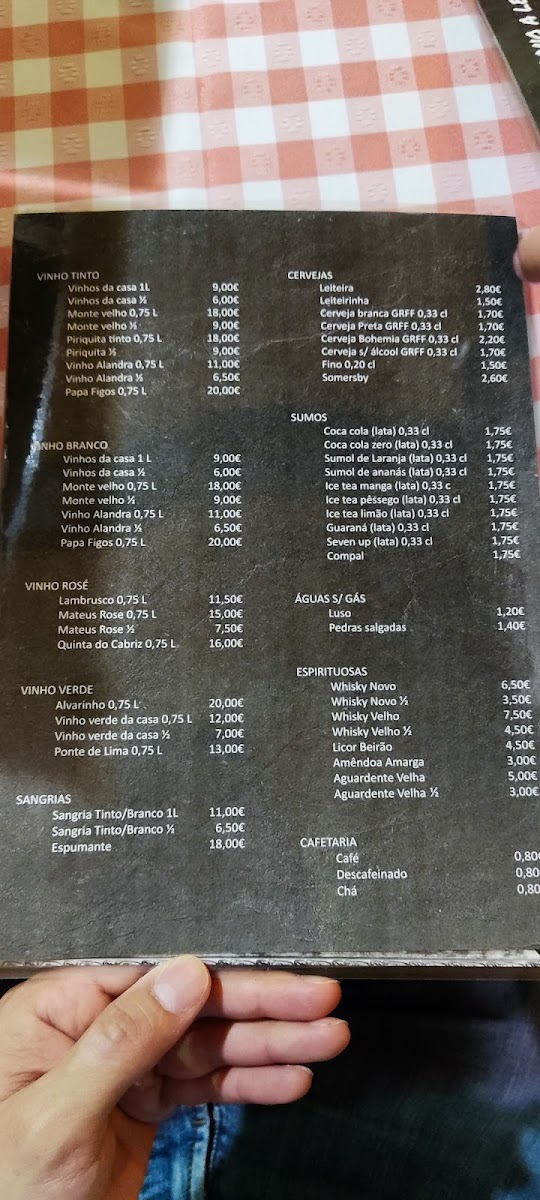 VINHO TINTO
Vinhos da casa 1L 9,00€
Vinhos da casa ½ 6,00€
Monte velho 0,75 L 18,00€
Monte velho ½ 9,00€
Piriquita tinto 0,75 L 18,00€
Piriquita ½ 9,00€
Vinho Alandra 0,75 L 11,00€
Vinho Alandra ½ 6,50€
Papa Figos 0,75 L 20,00€
VINHO BRANCO
Vinhos da casa 1 L 9,00€
Vinhos da casa ½ 6,00€
Monte velho 0,75 L 18,00€
Monte velho ½ 9,00€
Vinho Alandra 0,75 L 11,00€
Vinho Alandra ½ 6,50€
Papa Figos 0,75 L 20,00€
VINHO ROSÉ
Lambrusco 0,75 L 11,50€
Mateus Rose 0,75 L 15,00€
Mateus Rose ½ 7,50€
Quinta do Cabriz 0,75 L 16,00€
VINHO VERDE
Alvarinho 0,75 L 20,00€
Vinho verde da casa 0,75 L 12,00€
Vinho verde da casa ½ 7,00€
Ponte de Lima 0,75 L 13,00€
SANGRIAS
Sangria Tinto/Branco 1L 11,00€
Sangria Tinto/Branco ½ 6,50€
Espumante 18,00€
CERVEJAS
Leiteira 2,80€
Leiteirinha 1,50€
Cerveja branca GRFF 0,33 cl 1,70€
Cerveja Preta GRFF 0,33 cl 1,70€
Cerveja Bohemia GRFF 0,33 cl 2,20€
Cerveja s/ álcool GRFF 0,33 cl 1,70€
Fino 0,20 cl 1,50€
Somersby 2,60€
SUMOS
Coca cola (lata) 0,33 cl 1,75€
Coca cola zero (lata) 0,33 cl 1,75€
Sumol de Laranja (lata) 0,33 cl 1,75€
Sumol de ananás (lata) 0,33 cl 1,75€
Ice tea manga (lata) 0,33 c 1,75€
Ice tea pêssego (lata) 0,33 cl 1,75€
Ice tea limão (lata) 0,33 cl 1,75€
Guaraná (lata) 0,33 cl 1,75€
Seven up (lata) 0,33 cl 1,75€
Compal 1,75€
ÁGUAS S/ GÁS
Luso 1,20€
Pedras salgadas 1,40€
ESPIRITUOSAS
Whisky Novo 6,50€
Whisky Novo ½ 3,50€
Whisky Velho 7,50€
Whisky Velho ½ 4,50€
Licor Beirão 4,50€
Amêndoa Amarga 3,00€
Aguardente Velha 5,00€
Aguardente Velha ½ 3,00€
CAFETARIA
Café 0,80€
Descafeinado 0,80
Chá 0,80